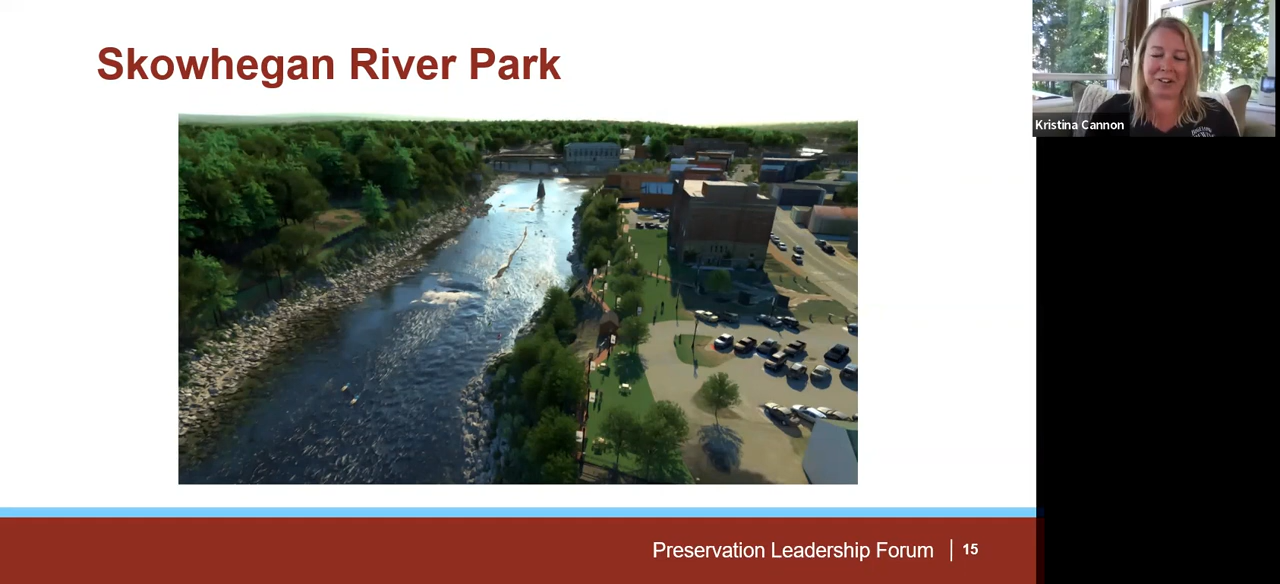 Skowhegan River Park
Kristina Cannon
Preservation Leadership Forum | 15